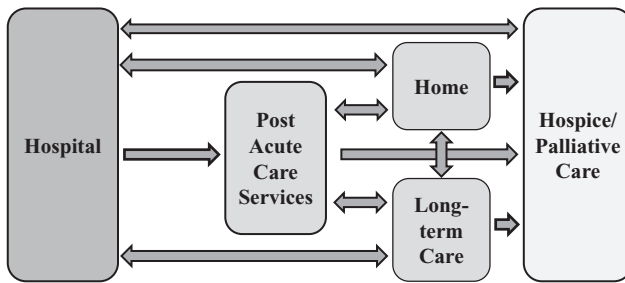 Hospital
Post
Acute
Care
Services
Home
Long-
term
Care
Hospice/
Palliative
Care